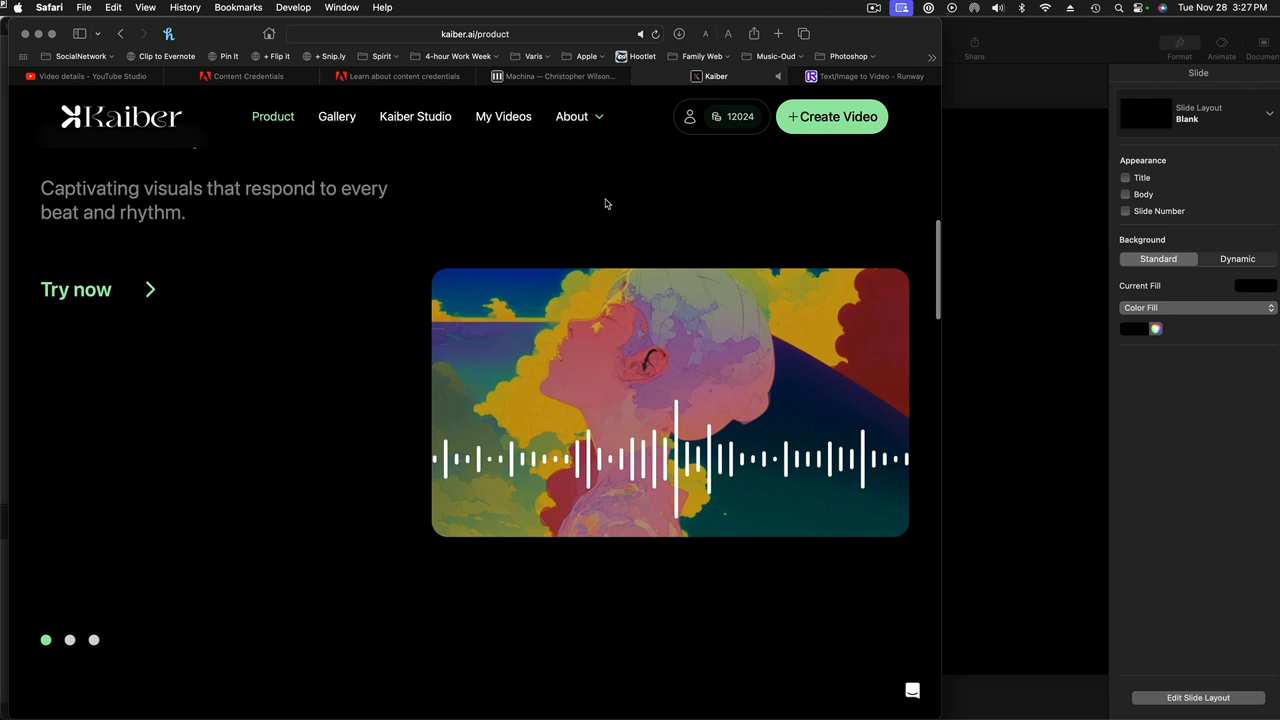 Safari File Edit View History Bookmarks Develop Window Help Tue Nov 28 3:27 PM
kaiber.ai/product A A
SocialNetwork Clip to Evernote Pin It + Flip it + Snip.ly Spirit 4-hour Work Week Varis Apple Hootlet Family Web Music-Oud Photoshop
Video details - YouTube Studio Content Credentials Learn about content credentials Machina — Christopher Wilson... Kaiber Text/Image to Video - Runway
Kaiber Product Gallery Kaiber Studio My Videos About 12024 +Create Video
Captivating visuals that respond to every
beat and rhythm.
Try now
Share Format Animate Documen
Slide
Slide Layout
Blank
Appearance
Title
Body
Slide Number
Background
Standard Dynamic
Current Fill
Color Fill
Edit Slide Layout